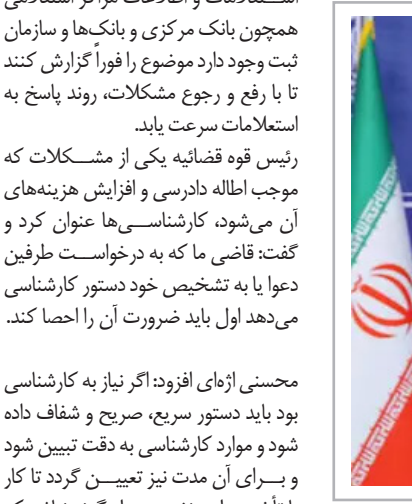 همچون بانک مرکزی و بانک‌ها و سازمان
ثبت وجود دارد موضوع را فوراً گزارش کنند
تا با رفع و رجوع مشکلات، روند پاسخ به
استعلامات سرعت یابد.
رئیس قوه قضائیه یکی از مشــکلات که
موجب اطاله دادرسی و افزایش هزینه‌های
آن می‌شود، کارشناســی‌ها عنوان کرد و
گفت: قاضی ما که به درخواســت طرفین
دعوا یا به تشخیص خود دستور کارشناسی
می‌دهد اول باید ضرورت آن را احصا کند.
محسنی اژه‌ای افزود: اگر نیاز به کارشناسی
بود باید دستور سریع، صریح و شفاف داده
شود و موارد کارشناسی به دقت تبیین شود
و بــرای آن مدت نیز تعییــن گردد تا کار